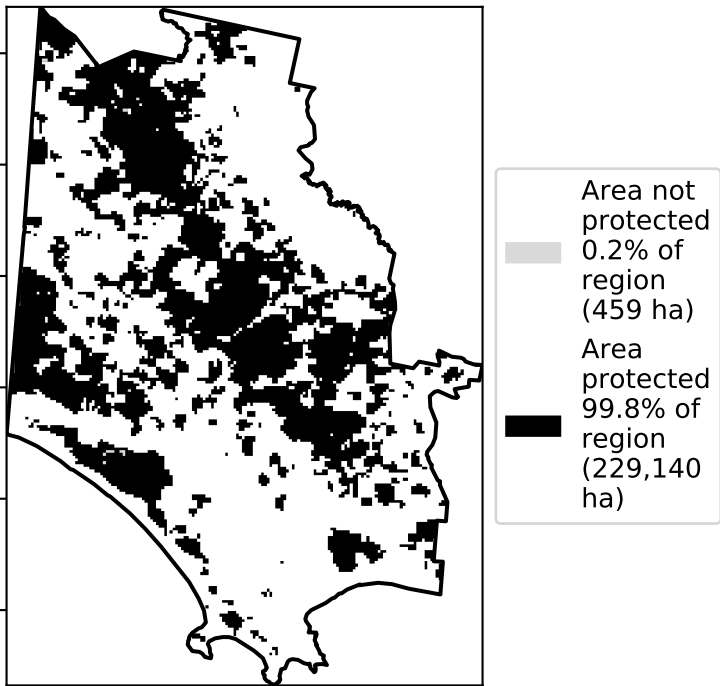 Area not
protected
0.2% of
region
(459 ha)
Area
protected
99.8% of
region
(229,140
ha)